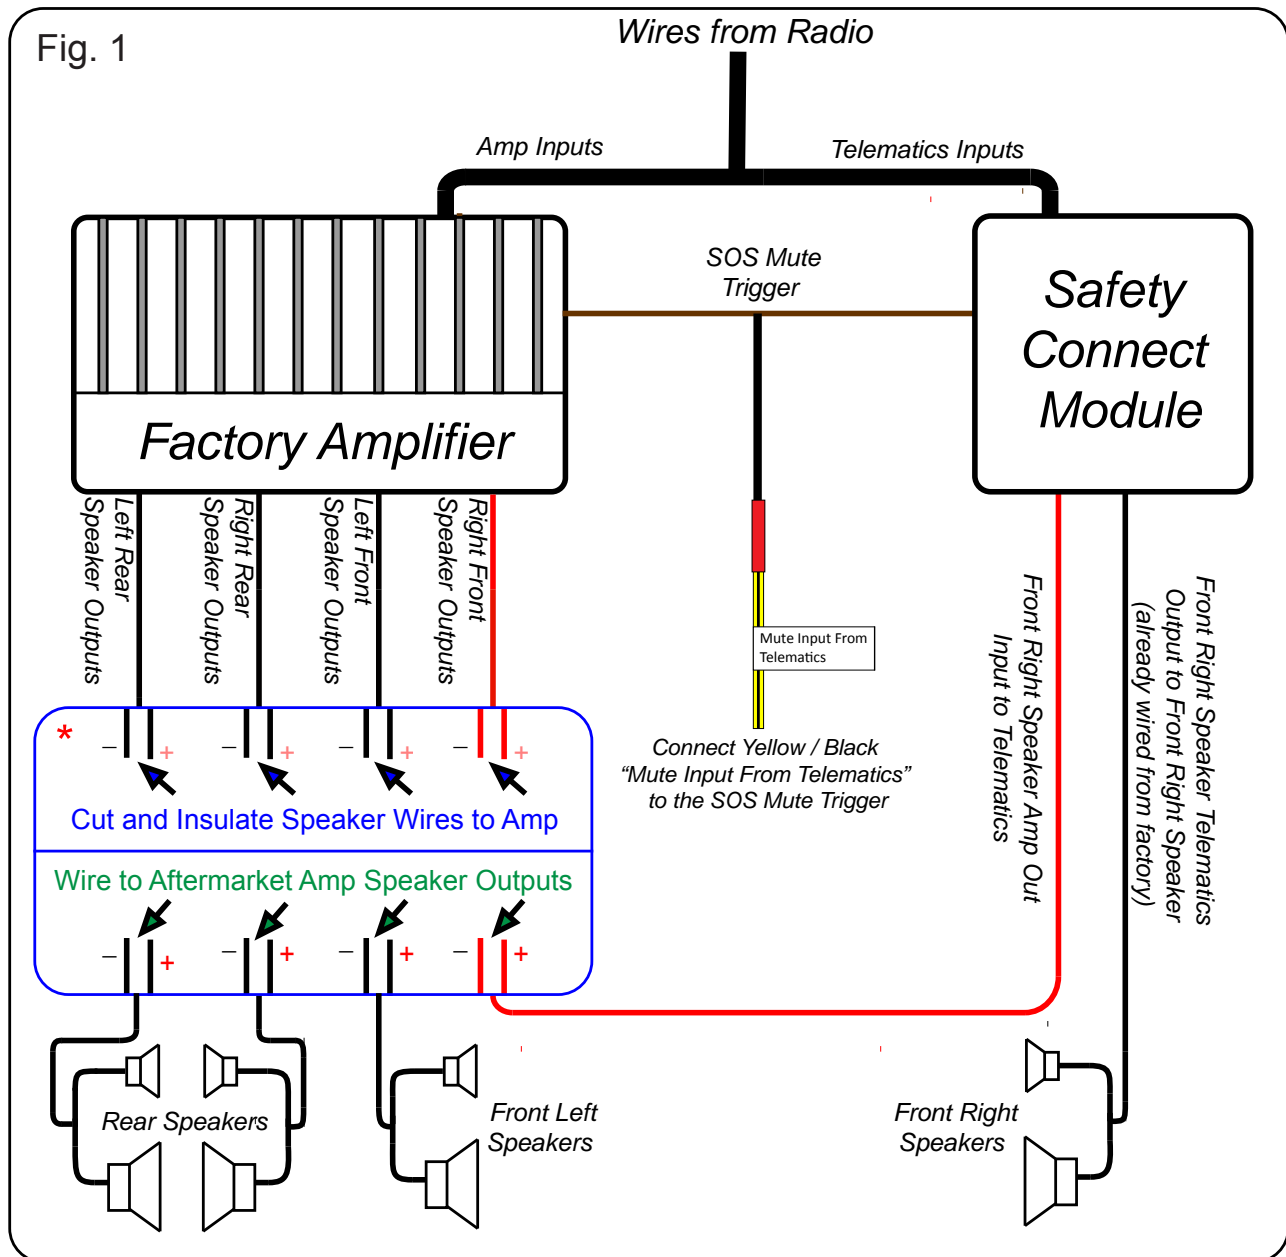 Fig. 1
Wires from Radio
Amp Inputs
Telematics Inputs
SOS Mute
Trigger
Safety
Connect
Module
Factory Amplifier
Left Rear
Speaker Outputs
Right Rear
Speaker Outputs
Left Front
Speaker Outputs
Right Front
Speaker Outputs
Mute Input From
Telematics
Connect Yellow / Black
“Mute Input From Telematics”
to the SOS Mute Trigger
Front Right Speaker Amp Out
Input to Telematics
Front Right Speaker Telematics
Output to Front Right Speaker
(already wired from factory)
* – + – + – + – +
Cut and Insulate Speaker Wires to Amp
Wire to Aftermarket Amp Speaker Outputs
– + – + – + – +
Rear Speakers
Front Left
Speakers
Front Right
Speakers